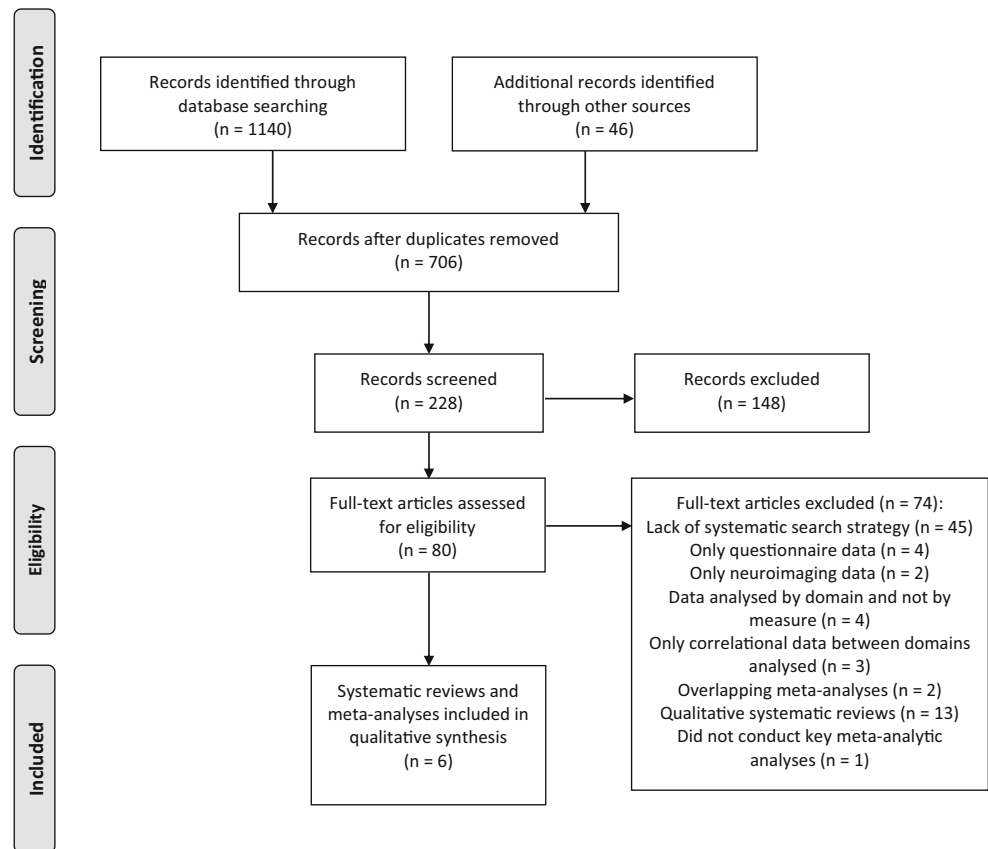 Identification
Records identified through
database searching
(n = 1140)
Additional records identified
through other sources
(n = 46)
Screening
Records after duplicates removed
(n = 706)
Records screened
(n = 228)
Records excluded
(n = 148)
Eligibility
Full-text articles assessed
for eligibility
(n = 80)
Full-text articles excluded (n = 74):
Lack of systematic search strategy (n = 45)
Only questionnaire data (n = 4)
Only neuroimaging data (n = 2)
Data analysed by domain and not by
measure (n = 4)
Only correlational data between domains
analysed (n = 3)
Overlapping meta-analyses (n = 2)
Qualitative systematic reviews (n = 13)
Did not conduct key meta-analytic
analyses (n = 1)
Included
Systematic reviews and
meta-analyses included in
qualitative synthesis
(n = 6)